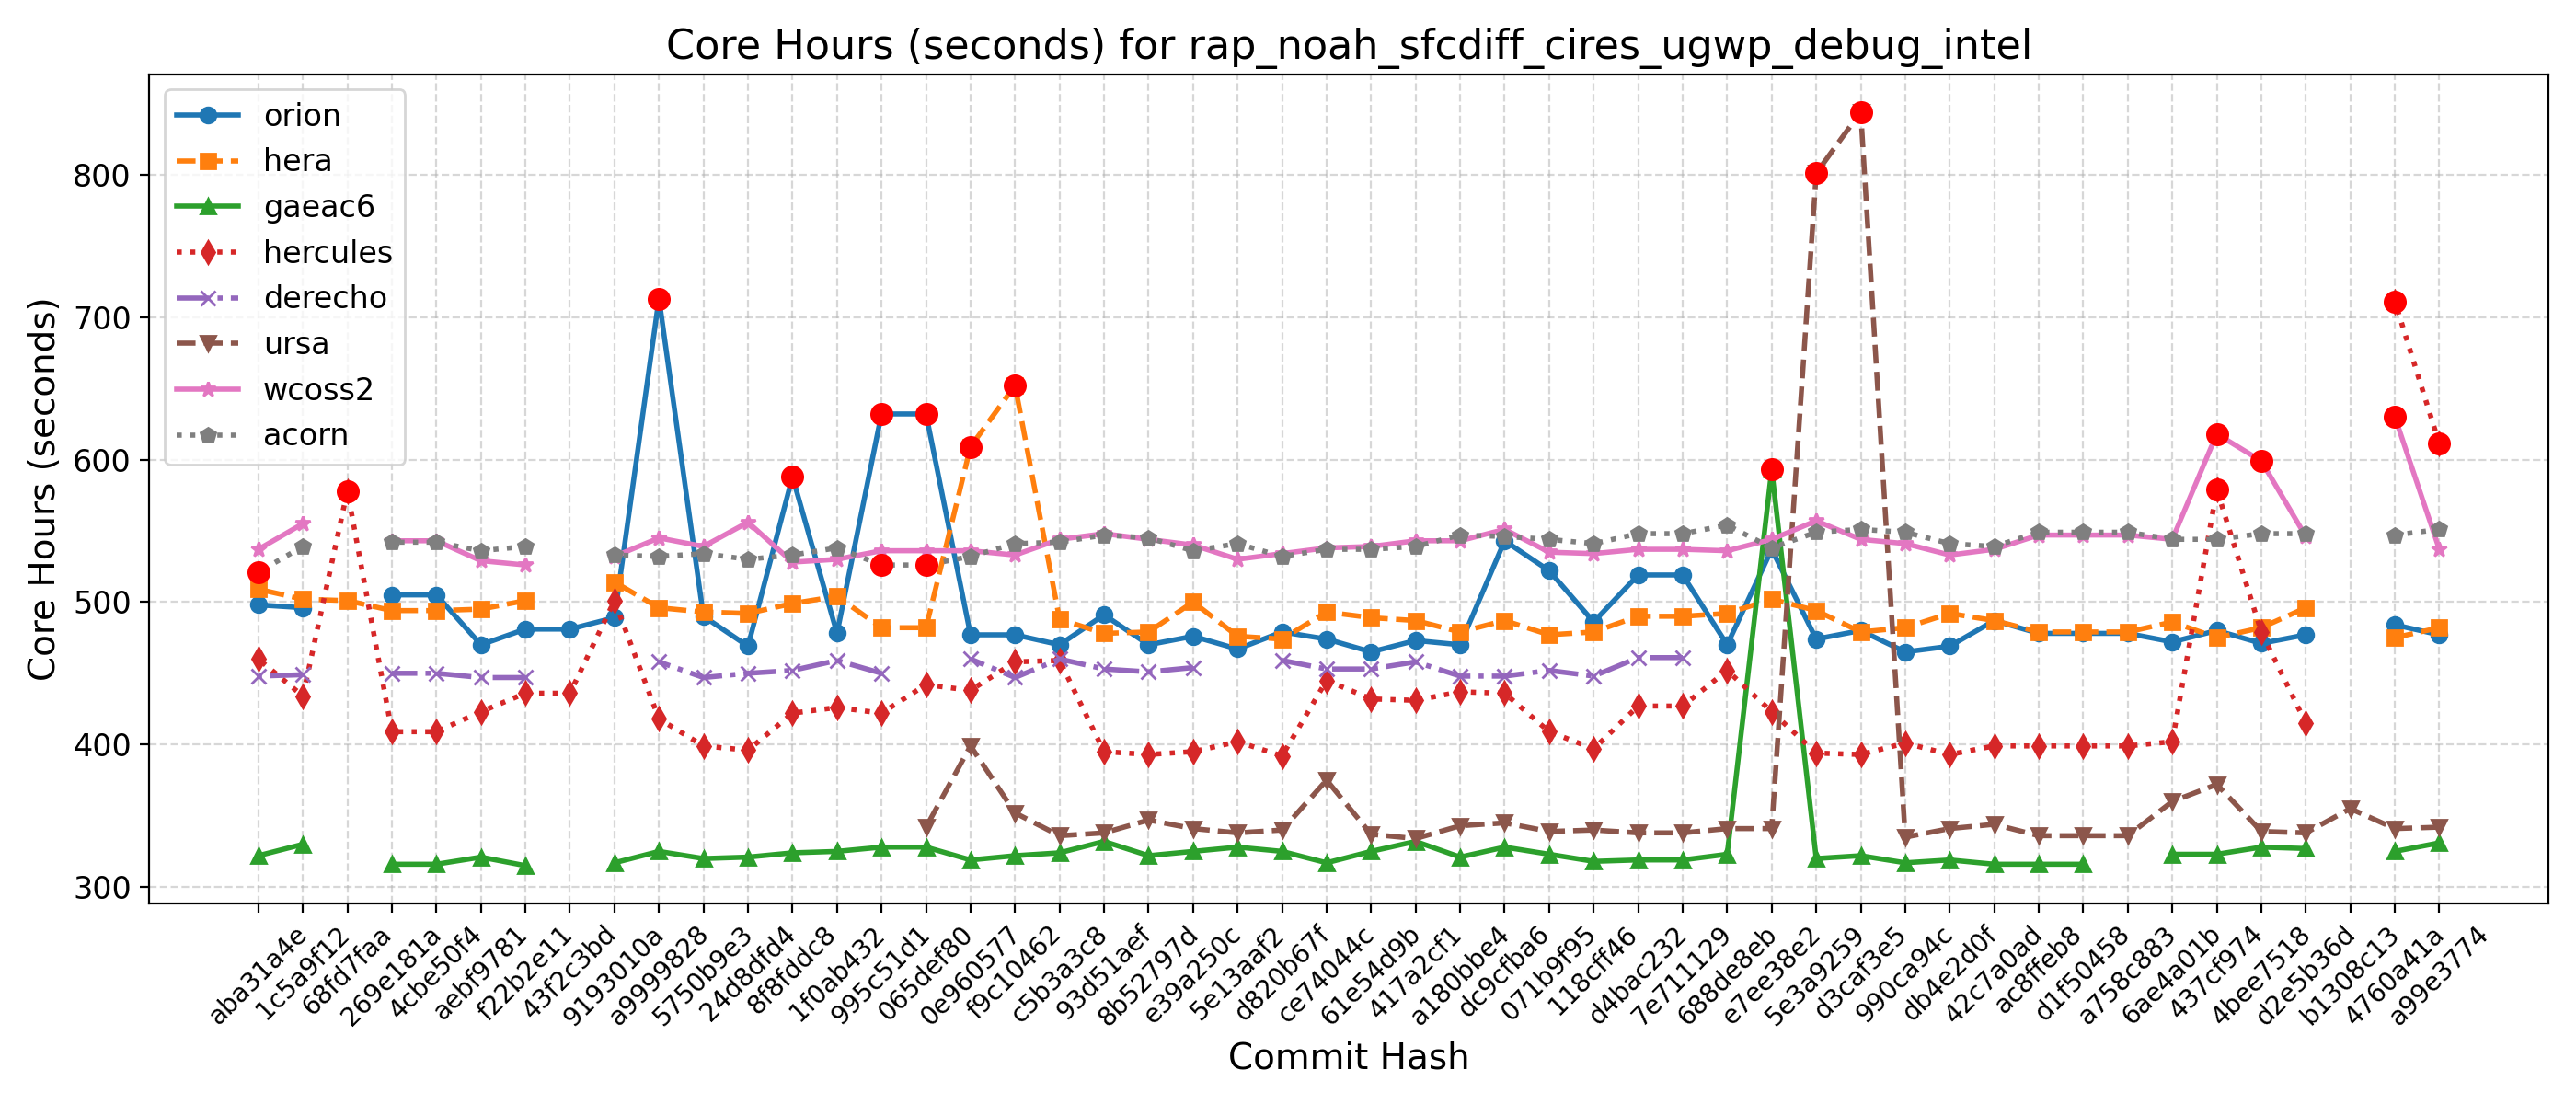 Core Hours (seconds) for rap_noah_sfcdiff_cires_ugwp_debug_intel
orion
hera
gaeac6
hercules
derecho
ursa
wcoss2
acorn
Core Hours (seconds)
800
700
600
500
400
300
aba31a4e
1c5a9f12
68fd7faa
269e181a
4cbe50f4
aebf9781
f22b2e11
43f2c3bd
9193010a
a9999828
5750b9e3
24d8dfd4
8f8fddc8
1f0ab432
995c51d1
065def80
0e960577
f9c10462
c5b3a3c8
93d51aef
8b52797d
e39a250c
5e13aaf2
d820b67f
ce74044c
61e54d9b
417a2cf1
a180bbe4
dc9cfba6
071b9f95
118cff46
d4bac232
7e711129
688de8eb
e7ee38e2
5e3a9259
d3caf3e5
990ca94c
db4e2d0f
42c7a0ad
ac8ffeb8
d1f50458
a758c883
6ae4a01b
437cf974
4bee7518
d2e5b36d
b1308c13
4760a41a
a99e3774
Commit Hash